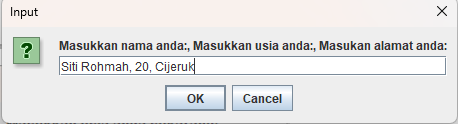 Input
Masukkan nama anda:, Masukkan usia anda:, Masukan alamat anda:
Siti Rohmah, 20, Cijeruk
OK Cancel